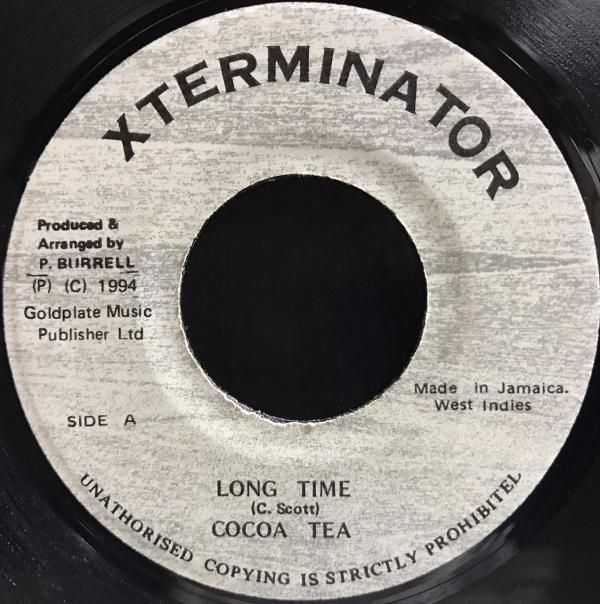 XTERMINATOR
Produced &
Arranged by
P. BURRELL
(P) (C) 1994
Goldplate Music
Publisher Ltd
Made in Jamaica.
West Indies
SIDE A
LONG TIME
(C. Scott)
COCOA TEA
UNAUTHORISED COPYING IS STRICTLY PROHIBITEL